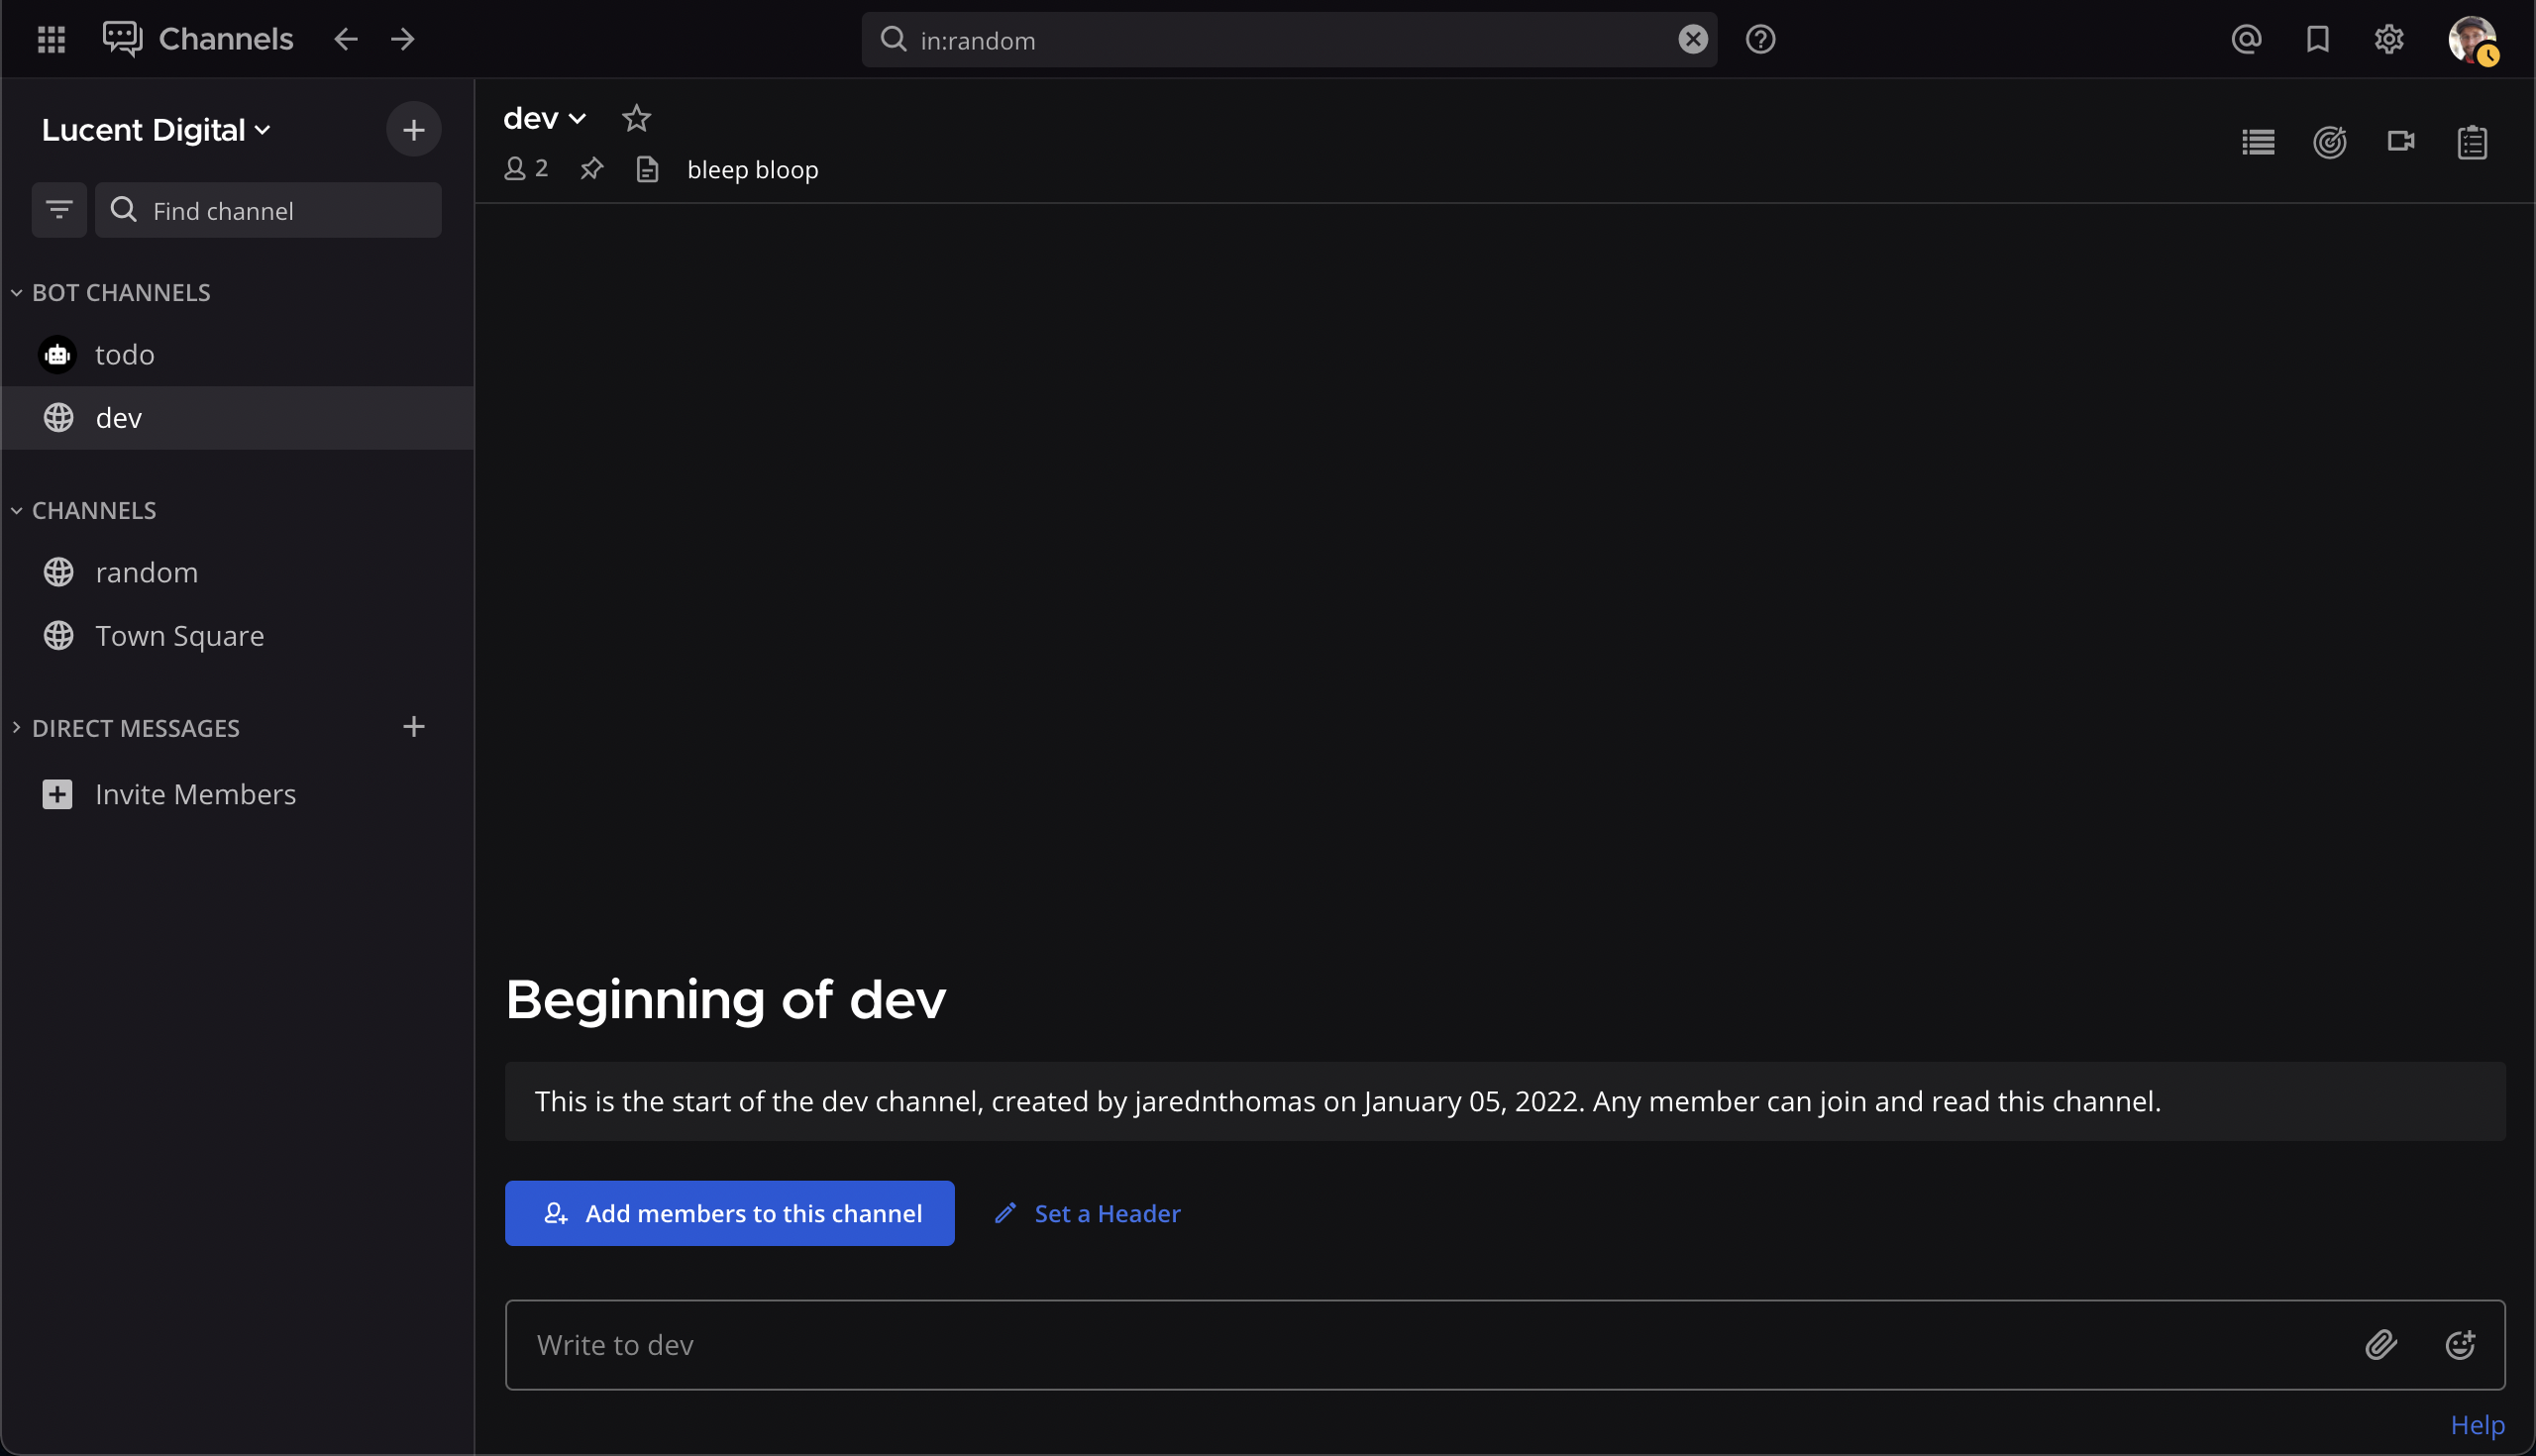 Channels
in:random
Lucent Digital
Find channel
BOT CHANNELS
todo
dev
CHANNELS
random
Town Square
DIRECT MESSAGES
Invite Members
dev
2
bleep bloop
Beginning of dev
This is the start of the dev channel, created by jarednthomas on January 05, 2022. Any member can join and read this channel.
Add members to this channel
Set a Header
Write to dev
Help